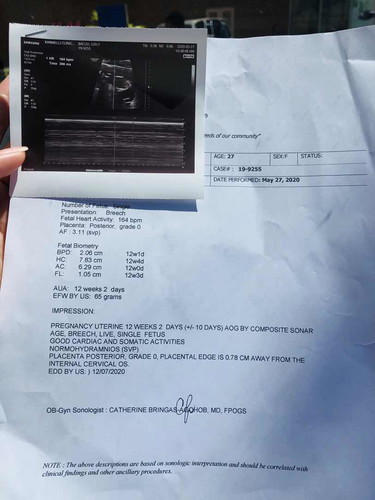 164 bpm
eds of our community"
AGE: 27
SEX:F
STATUS:
CASE# : 19-9255
DATE PERFORMED: May 27, 2020
Number of Fetus: Single
Presentation: Breech
Fetal Heart Activity: 164 bpm
Placenta: Posterior, grade 0
AF : 3.11 (svp)
Fetal Biometry
BPD: 2.06 cm 12w1d
HC: 7.83 cm 12w4d
AC: 6.29 cm 12w0d
FL: 1.05 cm 12w3d
AUA: 12 weeks 2 days
EFW BY US: 65 grams
IMPRESSION:
PREGNANCY UTERINE 12 WEEKS 2 DAYS (+/- 10 DAYS) AOG BY COMPOSITE SONAR
AGE, BREECH, LIVE, SINGLE FETUS
GOOD CARDIAC AND SOMATIC ACTIVITIES
NORMOHYDRAMNIOS (SVP)
PLACENTA POSTERIOR, GRADE 0, PLACENTAL EDGE IS 0.78 CM AWAY FROM THE
INTERNAL CERVICAL OS.
EDD BY US: ) 12/07/2020
OB-Gyn Sonologist : CATHERINE BRINGAS-AGOHOB, MD, FPOGS
NOTE : The above descriptions are based on sonologic interpretation and should be correlated with
clinical findings and other ancillary procedures.